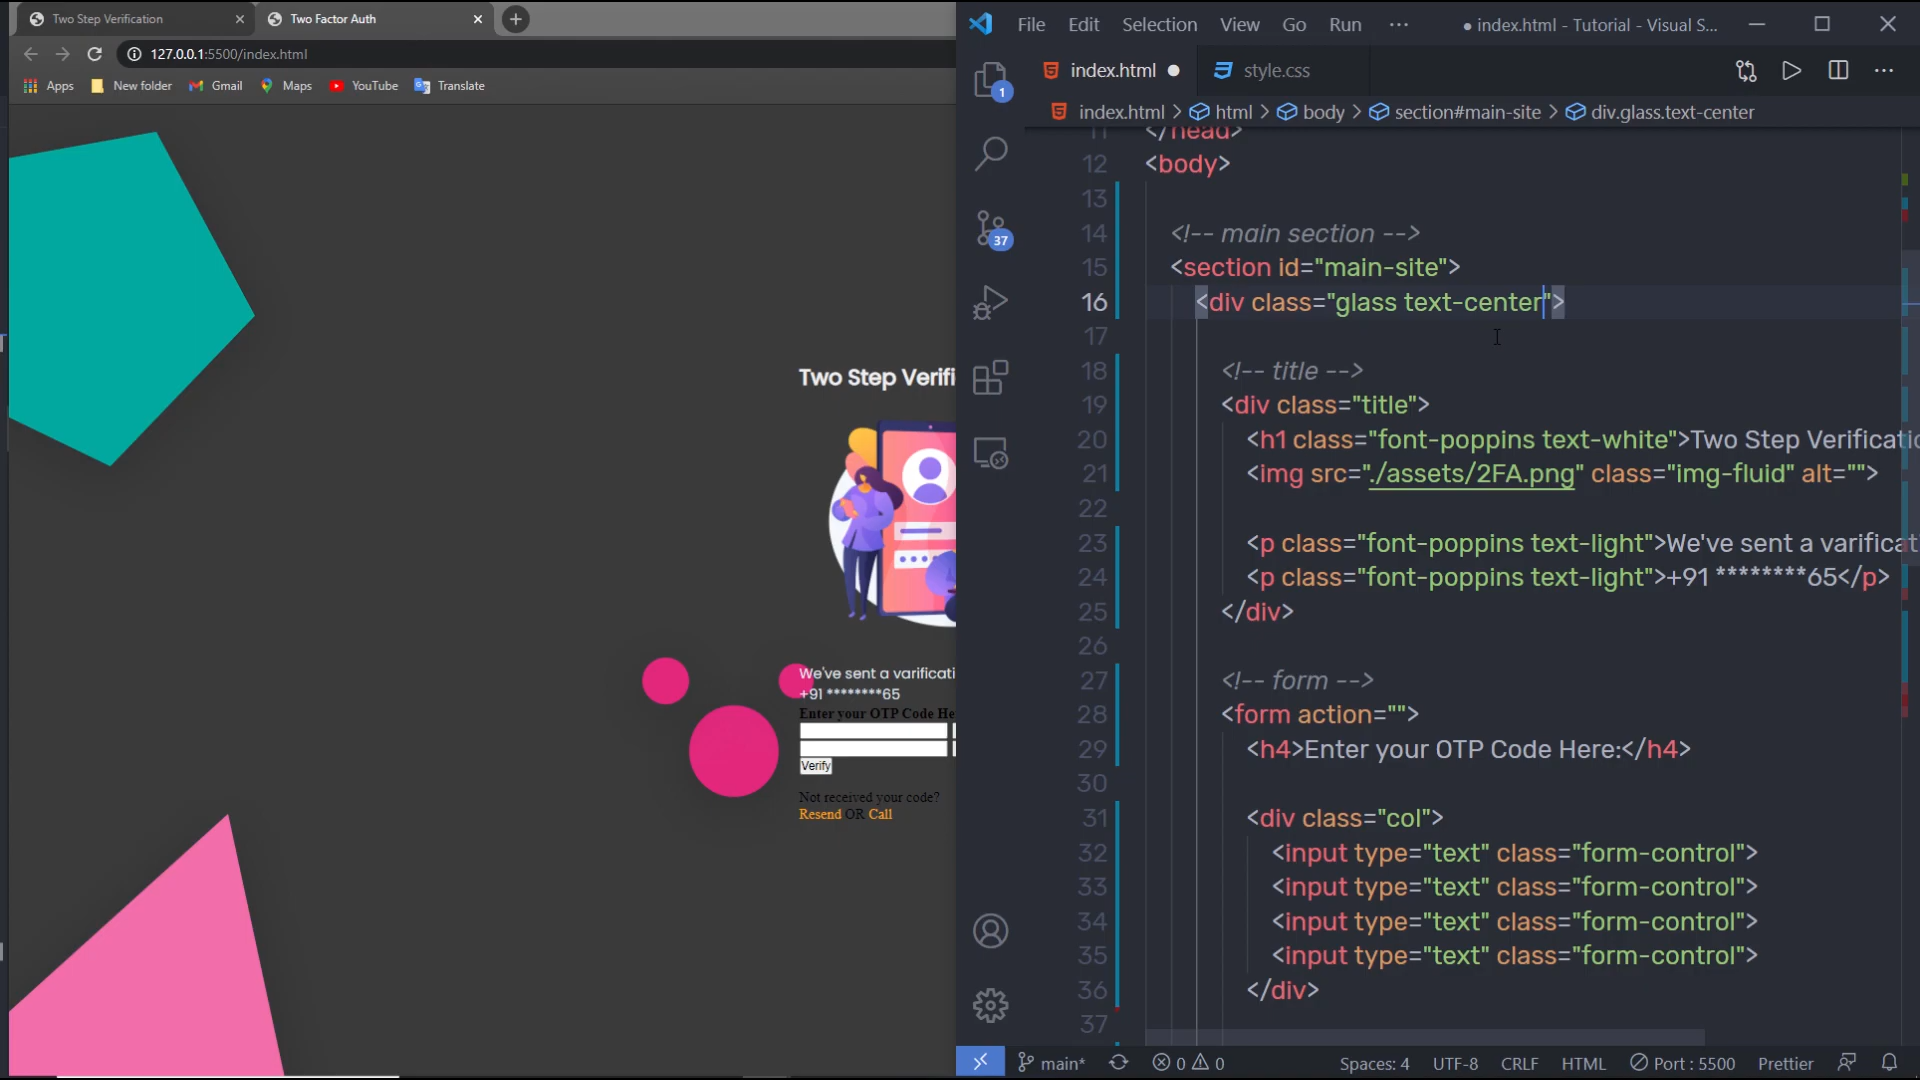 Two Step Verification
Two Factor Auth
127.0.0.1:5500/index.html
Apps
New folder
Gmail
Maps
YouTube
Translate
Two Step Verifi
We've sent a varificati
+91 ********65
Enter your OTP Code He
Verify
Not received your code?
Resend OR Call
File Edit Selection View Go Run ···
● index.html - Tutorial - Visual S...
index.html ●
style.css
index.html > html > body > section#main-site > div.glass.text-center
1
37
11 </head>
12 <body>
13
14 <!-- main section -->
15 <section id="main-site">
16 <div class="glass text-center">
17
18 <!-- title -->
19 <div class="title">
20 <h1 class="font-poppins text-white">Two Step Verificatio
21 <img src="./assets/2FA.png" class="img-fluid" alt="">
22
23 <p class="font-poppins text-light">We've sent a varificat
24 <p class="font-poppins text-light">+91 ********65</p>
25 </div>
26
27 <!-- form -->
28 <form action="">
29 <h4>Enter your OTP Code Here:</h4>
30
31 <div class="col">
32 <input type="text" class="form-control">
33 <input type="text" class="form-control">
34 <input type="text" class="form-control">
35 <input type="text" class="form-control">
36 </div>
37
main* 0 0 Spaces: 4 UTF-8 CRLF HTML Port : 5500 Prettier